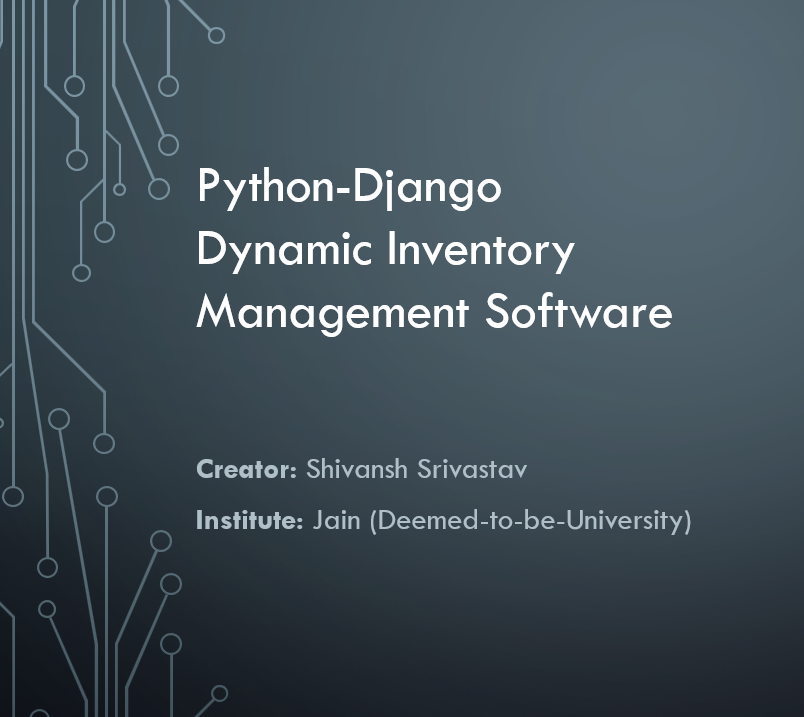 Python-Django
Dynamic Inventory
Management Software
Creator: Shivansh Srivastav
Institute: Jain (Deemed-to-be-University)